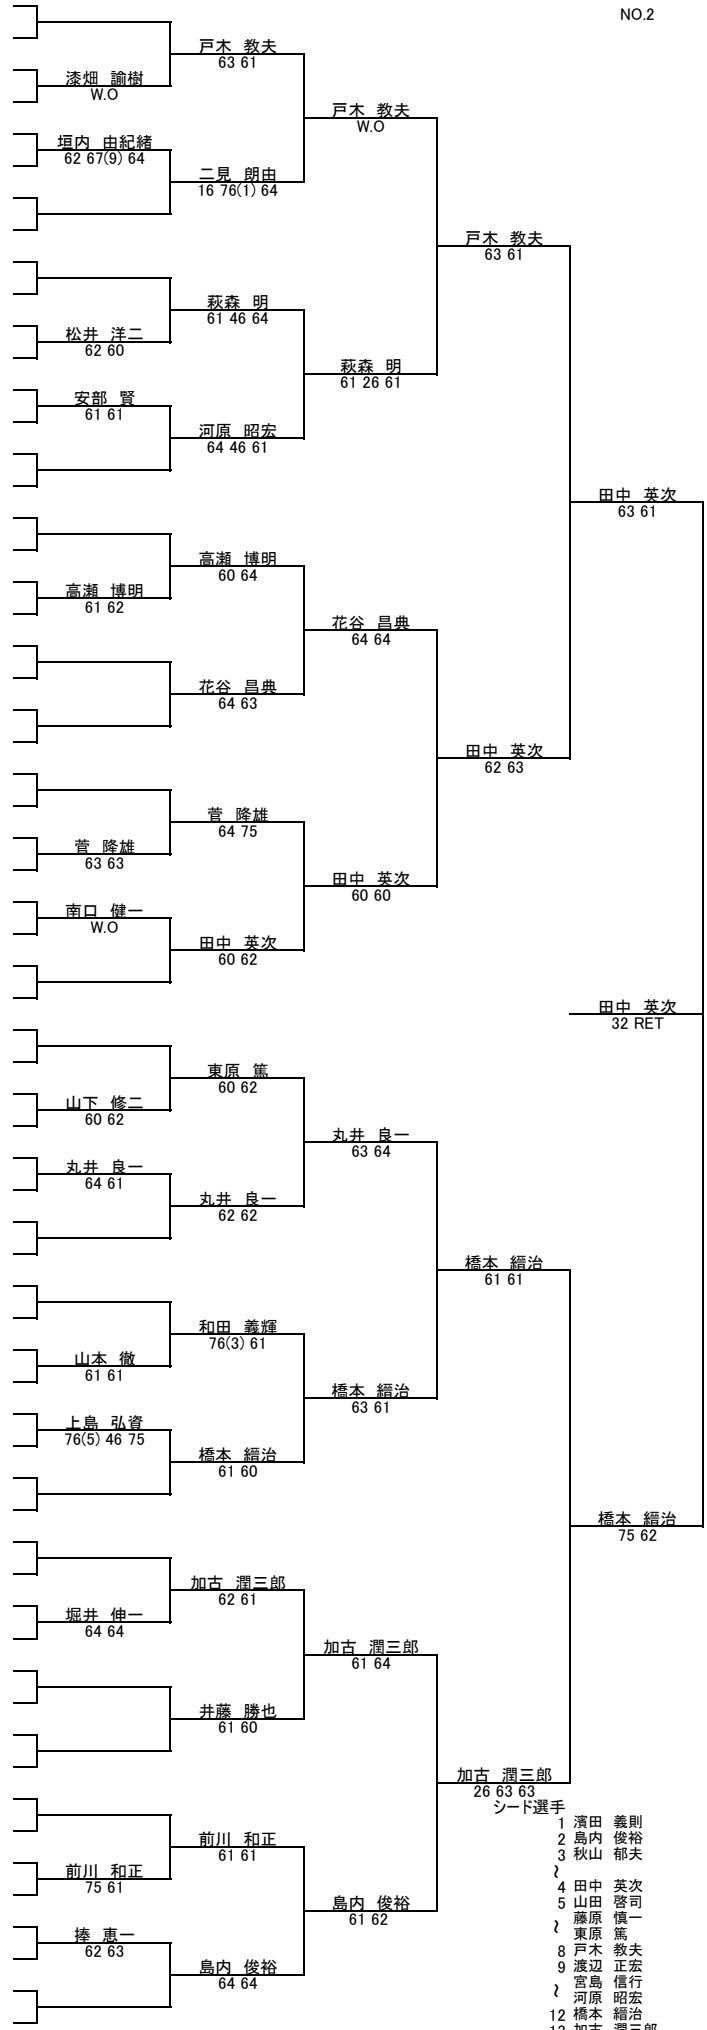 NO.2
戸木 教夫
63 61
漆畑 諭樹
W.O
戸木 教夫
W.O
垣内 由紀緒
62 67(9) 64
二見 朗由
16 76(1) 64
戸木 教夫
63 61
萩森 明
61 46 64
松井 洋二
62 60
萩森 明
61 26 61
安部 賢
61 61
河原 昭宏
64 46 61
田中 英次
63 61
高瀬 博明
60 64
高瀬 博明
61 62
花谷 昌典
64 64
花谷 昌典
64 63
田中 英次
62 63
菅 隆雄
64 75
菅 隆雄
63 63
田中 英次
60 60
南口 健一
W.O
田中 英次
60 62
田中 英次
32 RET
東原 篤
60 62
山下 修二
60 62
丸井 良一
63 64
丸井 良一
64 61
丸井 良一
62 62
橋本 縉治
61 61
和田 義輝
76(3) 61
山本 徹
61 61
橋本 縉治
63 61
上島 弘資
76(5) 46 75
橋本 縉治
61 60
橋本 縉治
75 62
加古 潤三郎
62 61
堀井 伸一
64 64
加古 潤三郎
61 64
井藤 勝也
61 60
加古 潤三郎
26 63 63
シード選手
1 濱田 義則
2 島内 俊裕
3 秋山 郁夫
～
4 田中 英次
5 山田 啓司
藤原 慎一
～ 東原 篤
8 戸木 教夫
9 渡辺 正宏
宮島 信行
～ 河原 昭宏
12 橋本 縉治
13 加古 潤三郎
前川 和正
61 61
前川 和正
75 61
島内 俊裕
61 62
捧 恵一
62 63
島内 俊裕
64 64